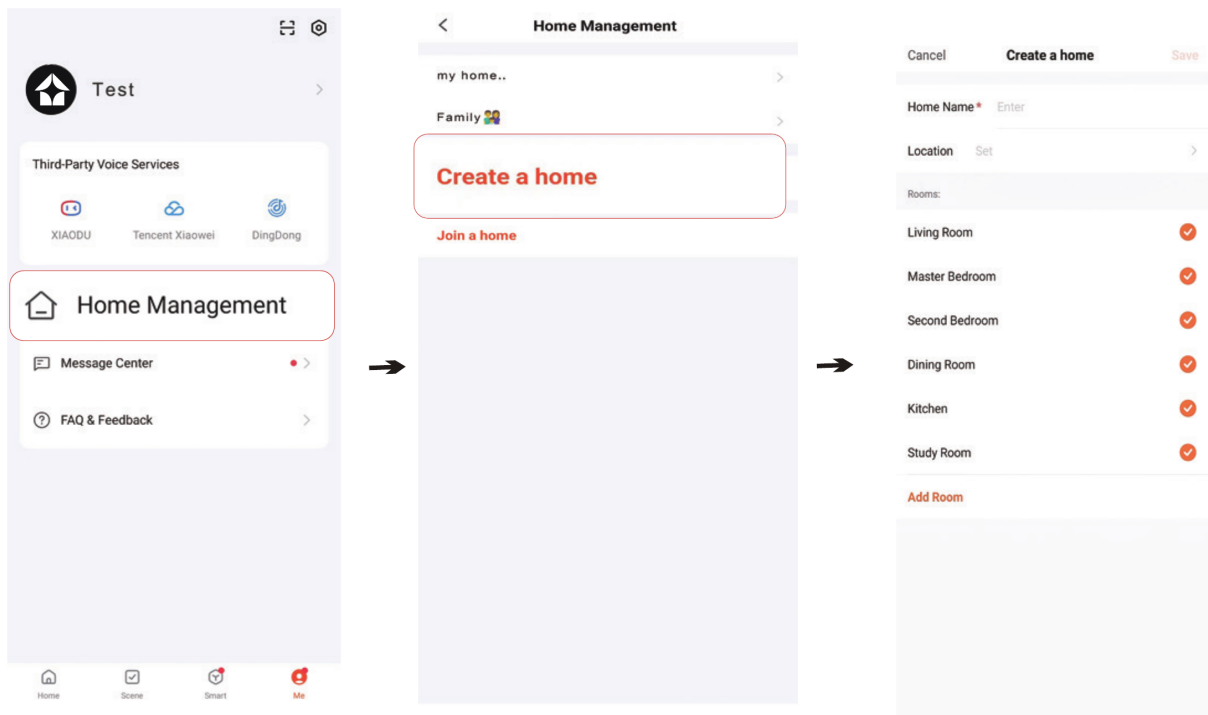 Test
Third-Party Voice Services
XIAODU Tencent Xiaowei DingDong
Home Management
Message Center
FAQ & Feedback
Home Scene Smart Me
Home Management
my home..
Family
Create a home
Join a home
Cancel Create a home Save
Home Name* Enter
Location Set
Rooms:
Living Room
Master Bedroom
Second Bedroom
Dining Room
Kitchen
Study Room
Add Room